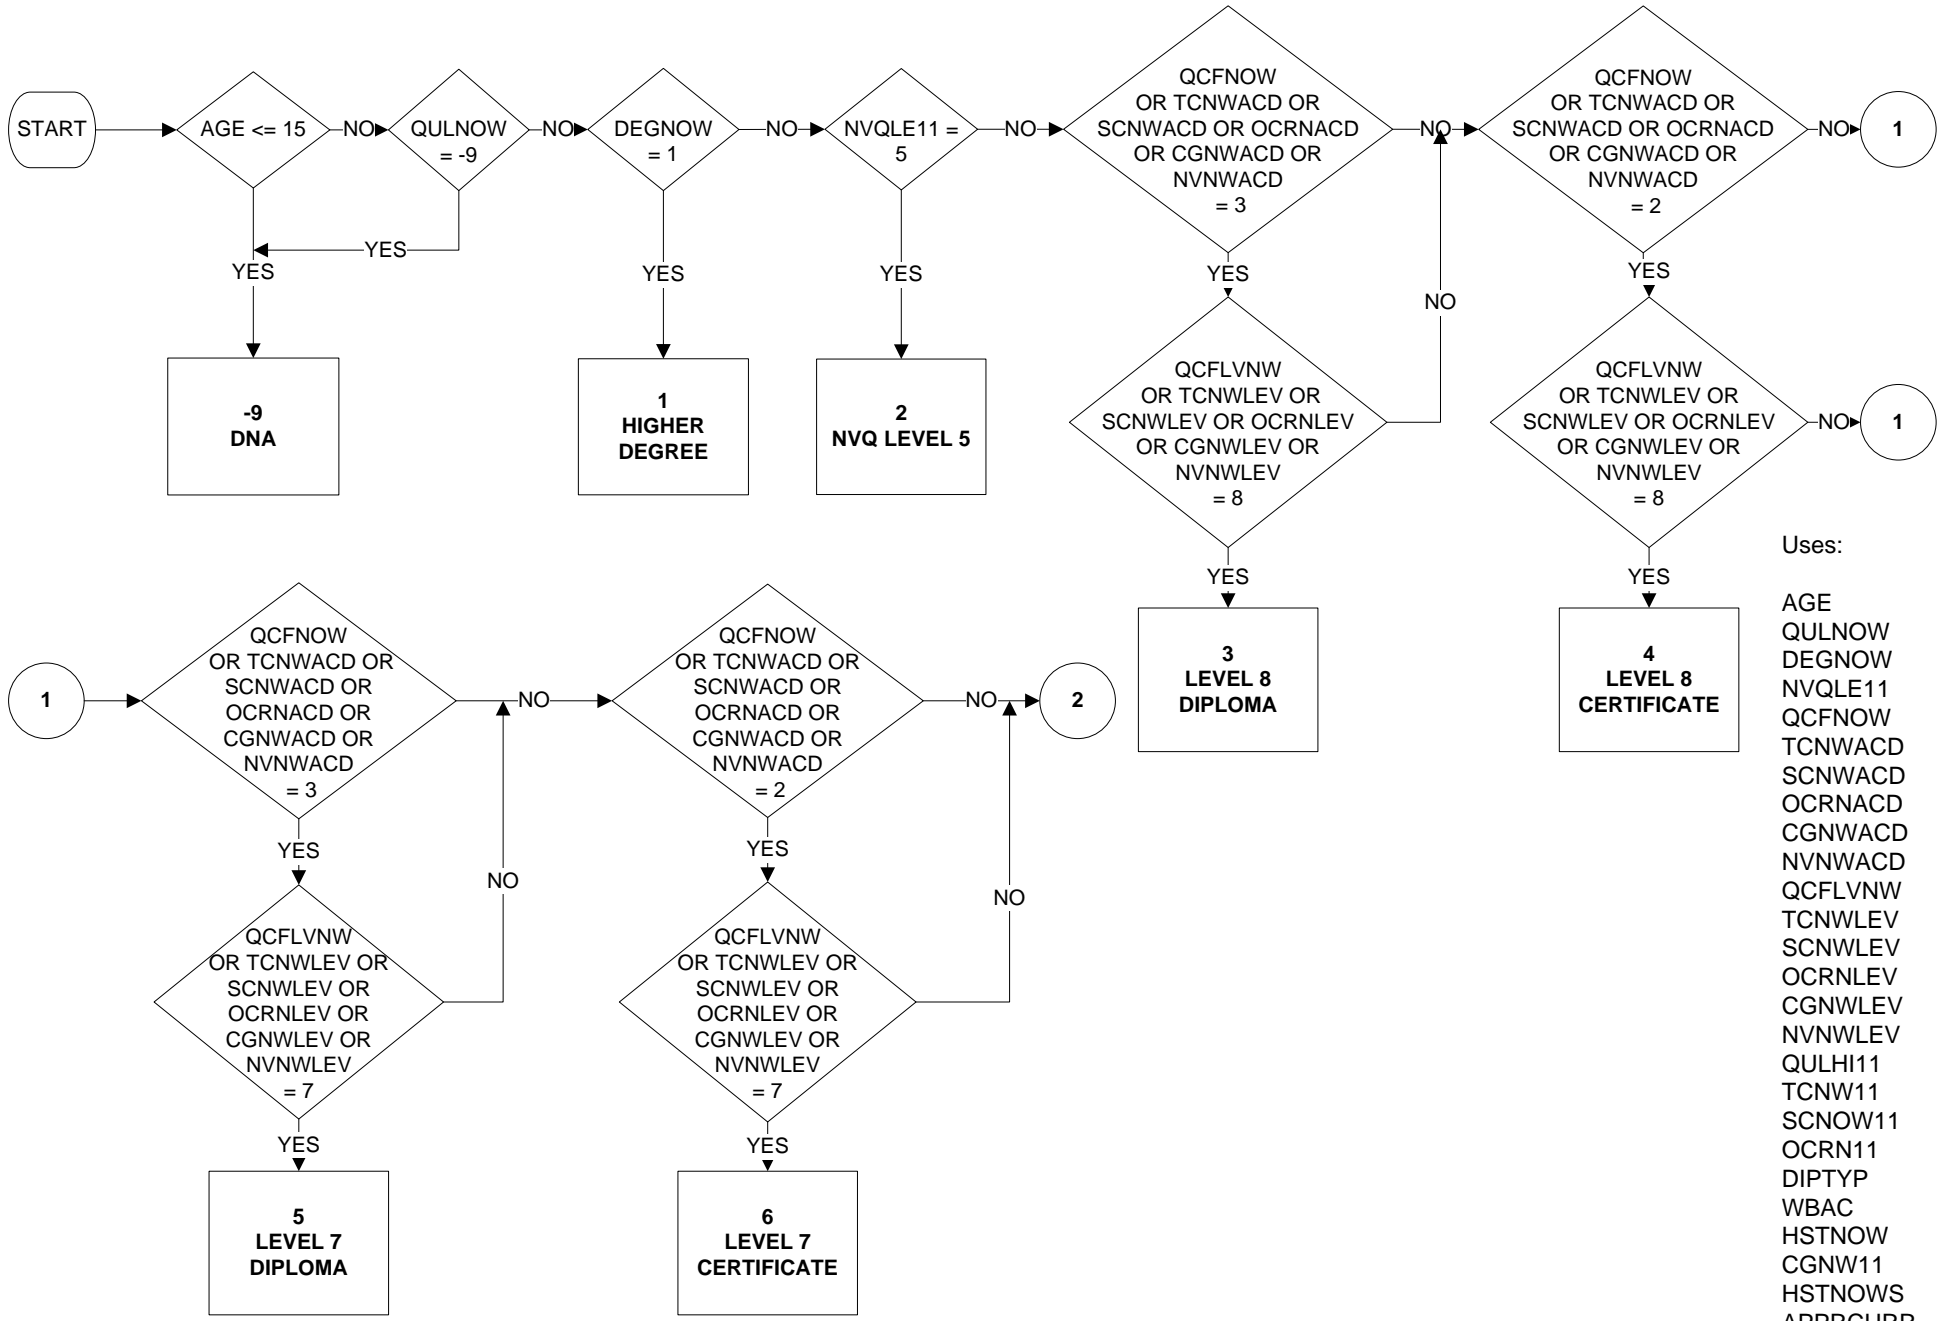 START
AGE <= 15
NO
QULNOW
= -9
NO
DEGNOW
= 1
NO
NVQLE11 =
5
NO
QCFNOW
OR TCNWACD OR
SCNWACD OR OCRNACD
OR CGNWACD OR
NVNWACD
= 3
NO
QCFNOW
OR TCNWACD OR
SCNWACD OR OCRNACD
OR CGNWACD OR
NVNWACD
= 2
NO
1
YES
YES
YES
YES
YES
YES
NO
-9
DNA
1
HIGHER
DEGREE
2
NVQ LEVEL 5
QCFLVNW
OR TCNWLEV OR
SCNWLEV OR OCRNLEV
OR CGNWLEV OR
NVNWLEV
= 8
QCFLVNW
OR TCNWLEV OR
SCNWLEV OR OCRNLEV
OR CGNWLEV OR
NVNWLEV
= 8
NO
1
YES
YES
3
LEVEL 8
DIPLOMA
4
LEVEL 8
CERTIFICATE
1
QCFNOW
OR TCNWACD OR
SCNWACD OR
OCRNACD OR
CGNWACD OR
NVNWACD
= 3
NO
QCFNOW
OR TCNWACD OR
SCNWACD OR
OCRNACD OR
CGNWACD OR
NVNWACD
= 2
NO
2
YES
YES
NO
NO
QCFLVNW
OR TCNWLEV OR
SCNWLEV OR
OCRNLEV OR
CGNWLEV OR
NVNWLEV
= 7
QCFLVNW
OR TCNWLEV OR
SCNWLEV OR
OCRNLEV OR
CGNWLEV OR
NVNWLEV
= 7
YES
YES
5
LEVEL 7
DIPLOMA
6
LEVEL 7
CERTIFICATE
Uses:
AGE
QULNOW
DEGNOW
NVQLE11
QCFNOW
TCNWACD
SCNWACD
OCRNACD
CGNWACD
NVNWACD
QCFLVNW
TCNWLEV
SCNWLEV
OCRNLEV
CGNWLEV
NVNWLEV
QULHI11
TCNW11
SCNOW11
OCRN11
DIPTYP
WBAC
HSTNOW
CGNW11
HSTNOWS